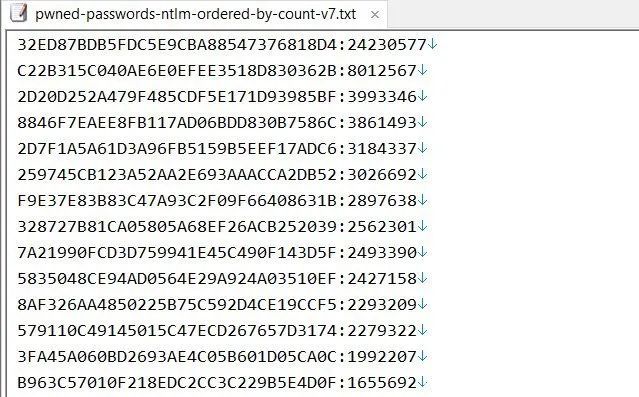 pwned-passwords-ntlm-ordered-by-count-v7.txt
32ED87BDB5FDC5E9CBA88547376818D4:24230577
C22B315C040AE6E0EFEE3518D830362B:8012567
2D20D252A479F485CDF5E171D93985BF:3993346
8846F7EAEE8FB117AD06BDD830B7586C:3861493
2D7F1A5A61D3A96FB5159B5EEF17ADC6:3184337
259745CB123A52AA2E693AAACCA2DB52:3026692
F9E37E83B83C47A93C2F09F66408631B:2897638
328727B81CA05805A68EF26ACB252039:2562301
7A21990FCD3D759941E45C490F143D5F:2493390
5835048CE94AD0564E29A924A03510EF:2427158
8AF326AA4850225B75C592D4CE19CCF5:2293209
579110C49145015C47ECD267657D3174:2279322
3FA45A060BD2693AE4C05B601D05CA0C:1992207
B963C57010F218EDC2CC3C229B5E4D0F:1655692